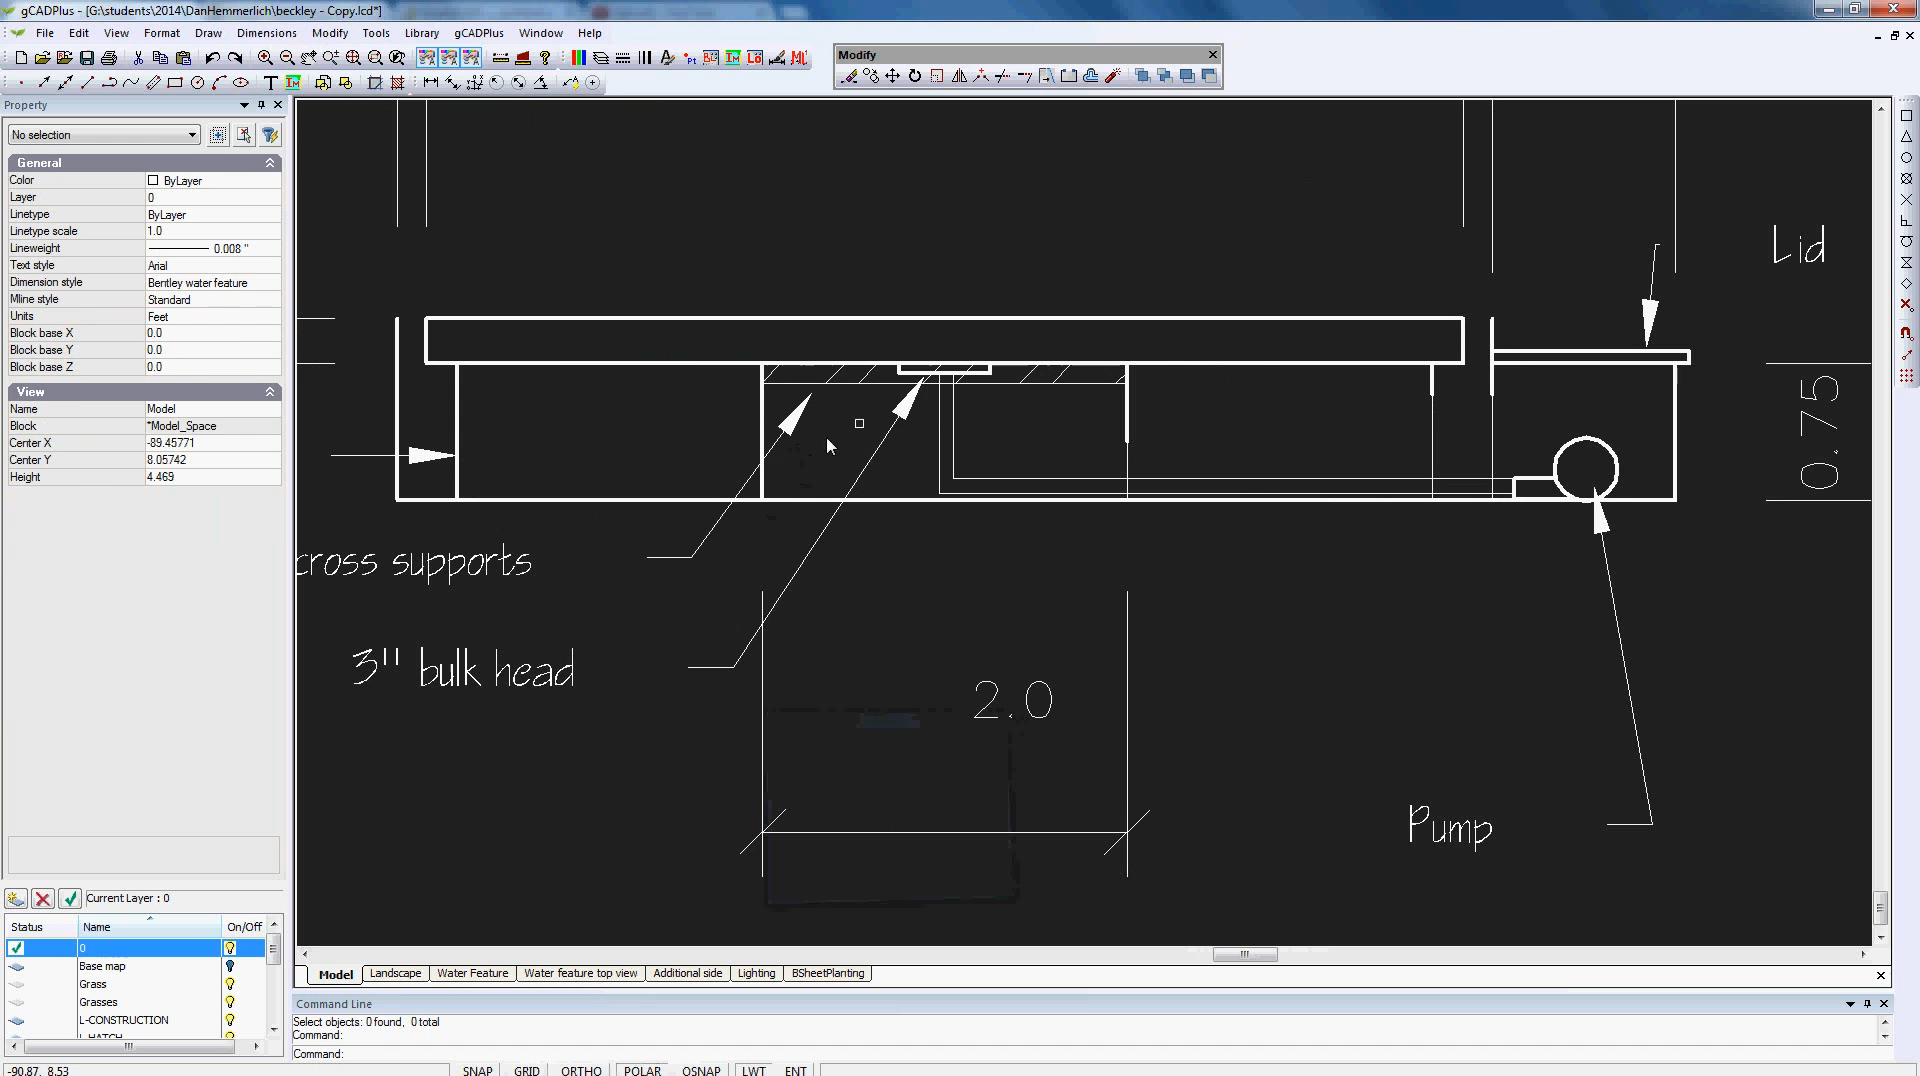 gCADPlus - [G:\students\2014\DanHemmerlich\beckley - Copy.lcd*]
File Edit View Format Draw Dimensions Modify Tools Library gCADPlus Window Help
Modify
Property
No selection
General
Color ByLayer
Layer 0
Linetype ByLayer
Linetype scale 1.0
Lineweight 0.008 "
Text style Arial
Dimension style Bentley water feature
Mline style Standard
Units Feet
Block base X 0.0
Block base Y 0.0
Block base Z 0.0
View
Name Model
Block *Model_Space
Center X -89.45771
Center Y 8.05742
Height 4.469
Lid
0.75
cross supports
3" bulk head
2.0
Pump
Current Layer : 0
Status Name On/Off
0
Base map
Grass
Grasses
L-CONSTRUCTION
L-HATCH
Model Landscape Water Feature Water feature top view Additional side Lighting BSheetPlanting
Command Line
Select objects: 0 found, 0 total
Command:
Command:
-90.87, 8.53 SNAP GRID ORTHO POLAR OSNAP LWT ENT